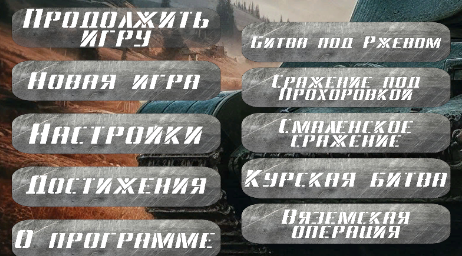 Продолжить
игру
Новая игра
Настройки
Достижения
О программе
Битва под Ржевом
Сражение под
Прохоровкой
Смаленское
сражение
Курская битва
Вяземская
операция